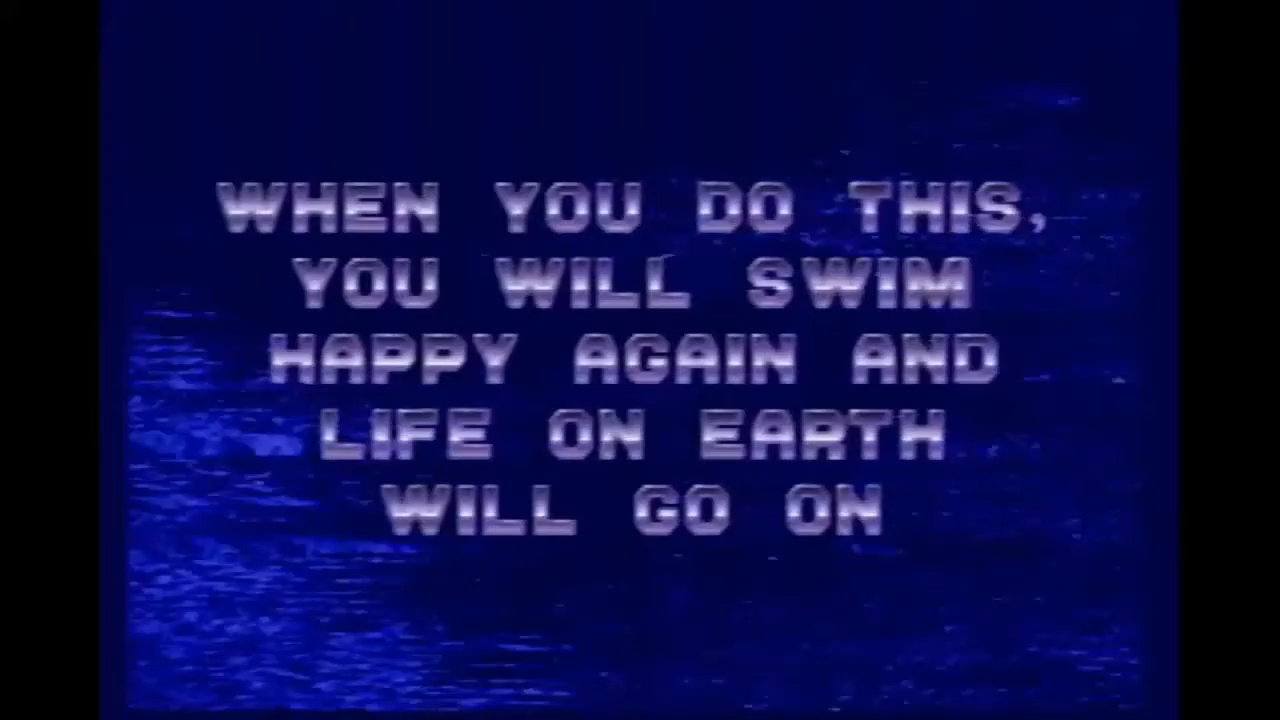 WHEN YOU DO THIS,
YOU WILL SWIM
HAPPY AGAIN AND
LIFE ON EARTH
WILL GO ON